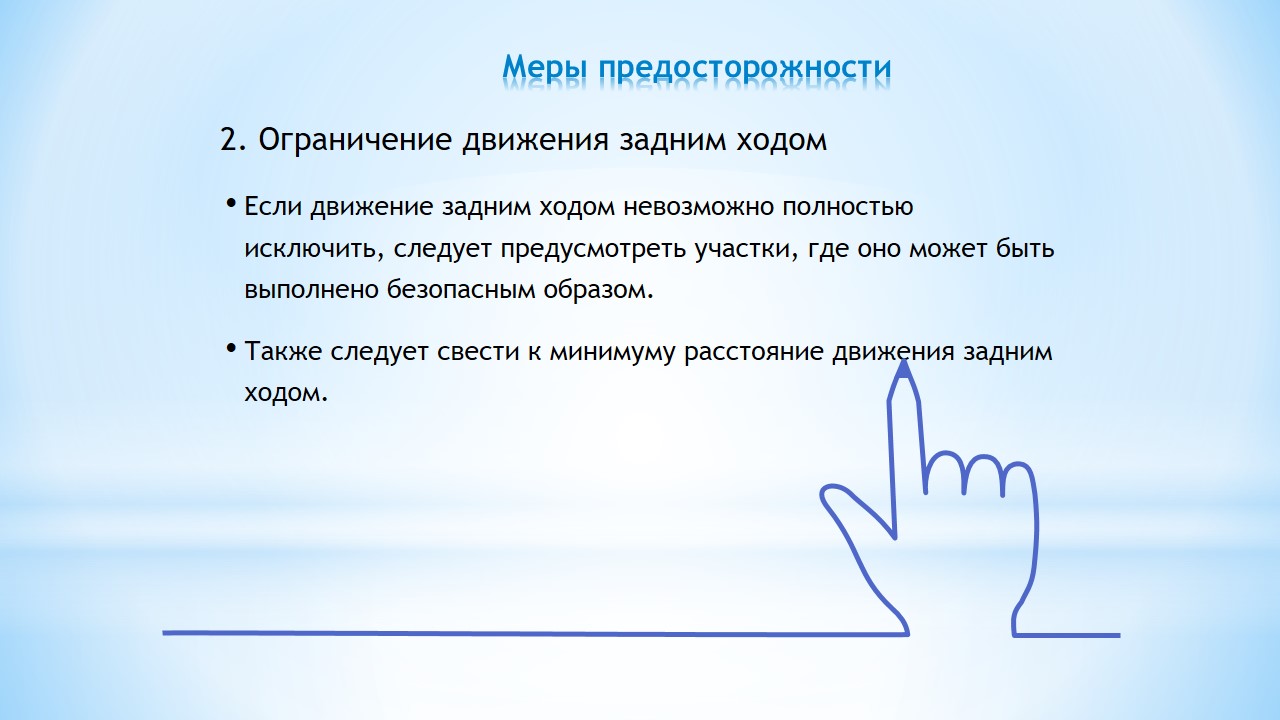 Меры предосторожности
2. Ограничение движения задним ходом
• Если движение задним ходом невозможно полностью
исключить, следует предусмотреть участки, где оно может быть
выполнено безопасным образом.
• Также следует свести к минимуму расстояние движения задним
ходом.